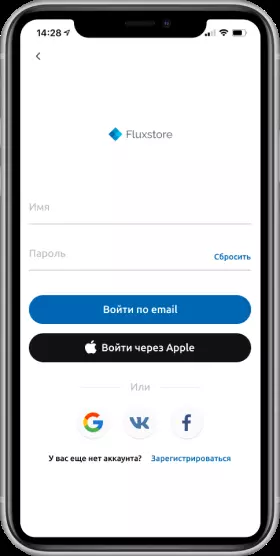 14:28
Fluxstore
Имя
Пароль
Сбросить
Войти по email
Войти через Apple
Или
У вас еще нет аккаунта? Зарегистрироваться